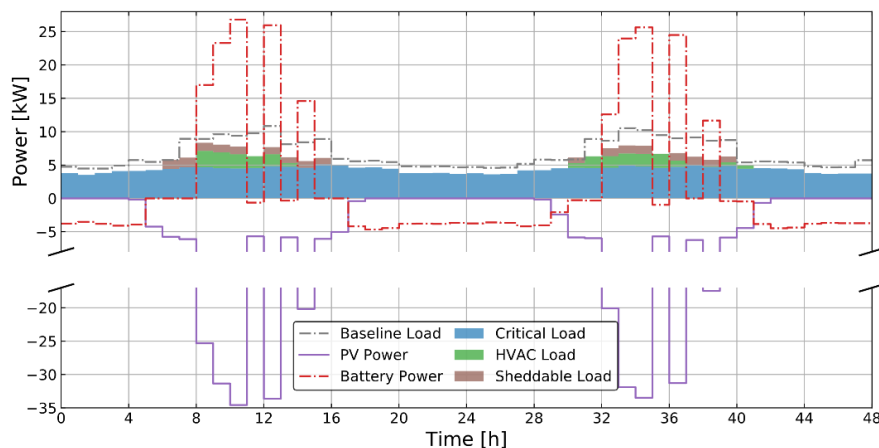 25
20
15
10
5
0
−5
−20
−25
−30
−35
Power [kW]
Baseline Load
PV Power
Battery Power
Critical Load
HVAC Load
Sheddable Load
0 4 8 12 16 20 24 28 32 36 40 44 48
Time [h]